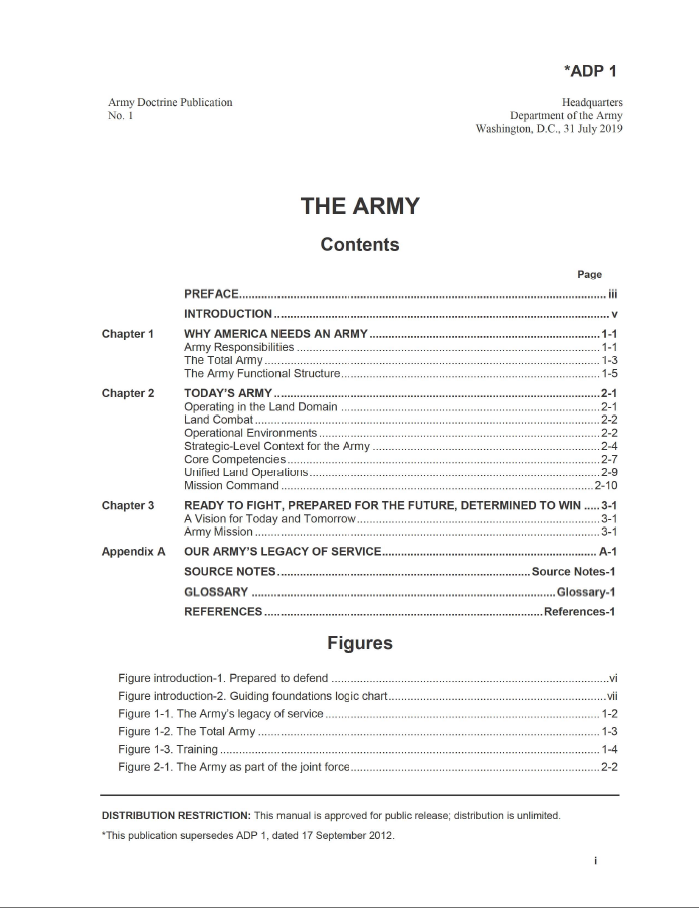 *ADP 1
Army Doctrine Publication
No. 1
Headquarters
Department of the Army
Washington, D.C., 31 July 2019
THE ARMY
Contents
Page
PREFACE.......... iii
INTRODUCTION.......... v
Chapter 1 WHY AMERICA NEEDS AN ARMY.......... 1-1
Army Responsibilities.......... 1-1
The Total Army.......... 1-3
The Army Functional Structure.......... 1-5
Chapter 2 TODAY'S ARMY.......... 2-1
Operating in the Land Domain.......... 2-1
Land Combat.......... 2-2
Operational Environments.......... 2-2
Strategic-Level Context for the Army.......... 2-4
Core Competencies.......... 2-7
Unified Land Operations.......... 2-9
Mission Command.......... 2-10
Chapter 3 READY TO FIGHT, PREPARED FOR THE FUTURE, DETERMINED TO WIN ..... 3-1
A Vision for Today and Tomorrow.......... 3-1
Army Mission.......... 3-1
Appendix A OUR ARMY'S LEGACY OF SERVICE.......... A-1
SOURCE NOTES.......... Source Notes-1
GLOSSARY.......... Glossary-1
REFERENCES.......... References-1
Figures
Figure introduction-1. Prepared to defend.......... vi
Figure introduction-2. Guiding foundations logic chart.......... vii
Figure 1-1. The Army's legacy of service.......... 1-2
Figure 1-2. The Total Army.......... 1-3
Figure 1-3. Training.......... 1-4
Figure 2-1. The Army as part of the joint force.......... 2-2
DISTRIBUTION RESTRICTION: This manual is approved for public release; distribution is unlimited.
*This publication supersedes ADP 1, dated 17 September 2012.
i